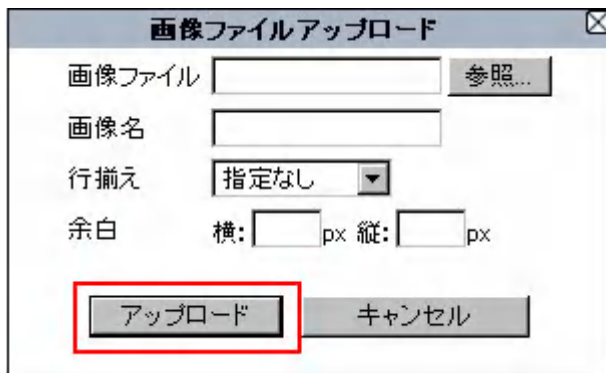 画像ファイルアップロード
画像ファイル 参照...
画像名
行揃え 指定なし
余白 横: px 縦: px
アップロード キャンセル